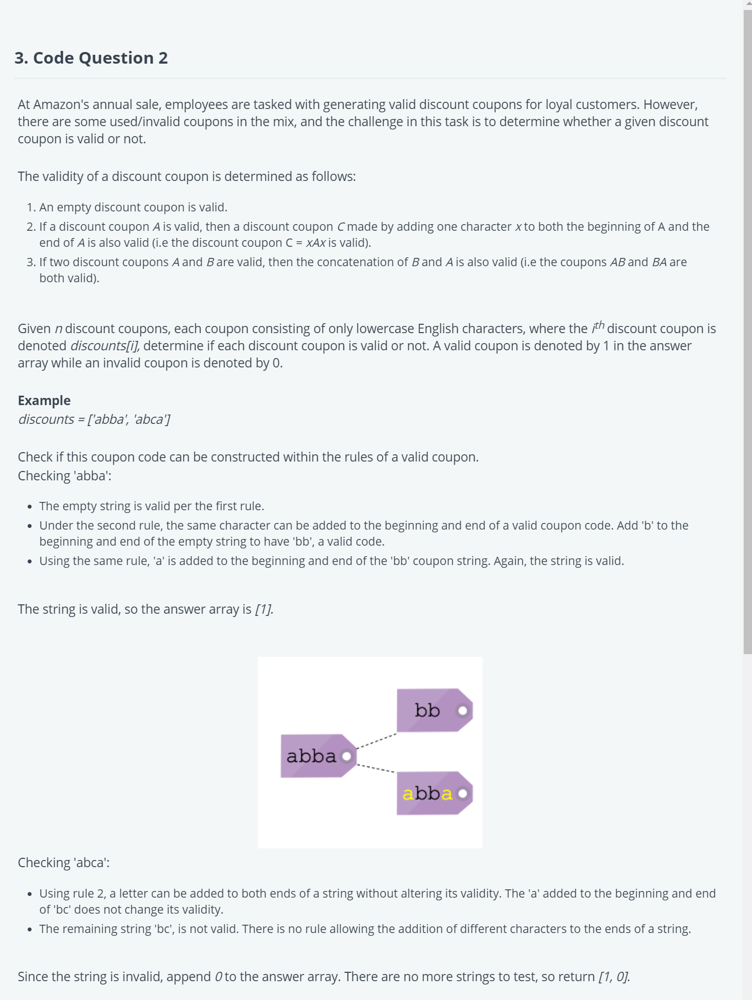 3. Code Question 2
At Amazon's annual sale, employees are tasked with generating valid discount coupons for loyal customers. However,
there are some used/invalid coupons in the mix, and the challenge in this task is to determine whether a given discount
coupon is valid or not.
The validity of a discount coupon is determined as follows:
1. An empty discount coupon is valid.
2. If a discount coupon A is valid, then a discount coupon C made by adding one character x to both the beginning of A and the
end of A is also valid (i.e the discount coupon C = xAx is valid).
3. If two discount coupons A and B are valid, then the concatenation of B and A is also valid (i.e the coupons AB and BA are
both valid).
Given n discount coupons, each coupon consisting of only lowercase English characters, where the ith discount coupon is
denoted discounts[i], determine if each discount coupon is valid or not. A valid coupon is denoted by 1 in the answer
array while an invalid coupon is denoted by 0.
Example
discounts = ['abba', 'abca']
Check if this coupon code can be constructed within the rules of a valid coupon.
Checking 'abba':
• The empty string is valid per the first rule.
• Under the second rule, the same character can be added to the beginning and end of a valid coupon code. Add 'b' to the
beginning and end of the empty string to have 'bb', a valid code.
• Using the same rule, 'a' is added to the beginning and end of the 'bb' coupon string. Again, the string is valid.
The string is valid, so the answer array is [1].
bb
abba
abba
Checking 'abca':
• Using rule 2, a letter can be added to both ends of a string without altering its validity. The 'a' added to the beginning and end
of 'bc' does not change its validity.
• The remaining string 'bc', is not valid. There is no rule allowing the addition of different characters to the ends of a string.
Since the string is invalid, append 0 to the answer array. There are no more strings to test, so return [1, 0].